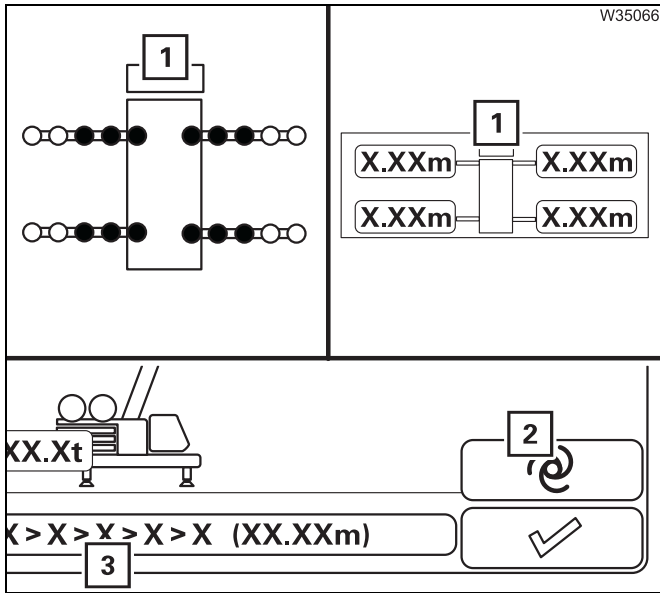 W35066
1
1
X.XXm X.XXm
X.XXm X.XXm
2
XX.Xt
X > X > X > X > X (XX.XXm)
3